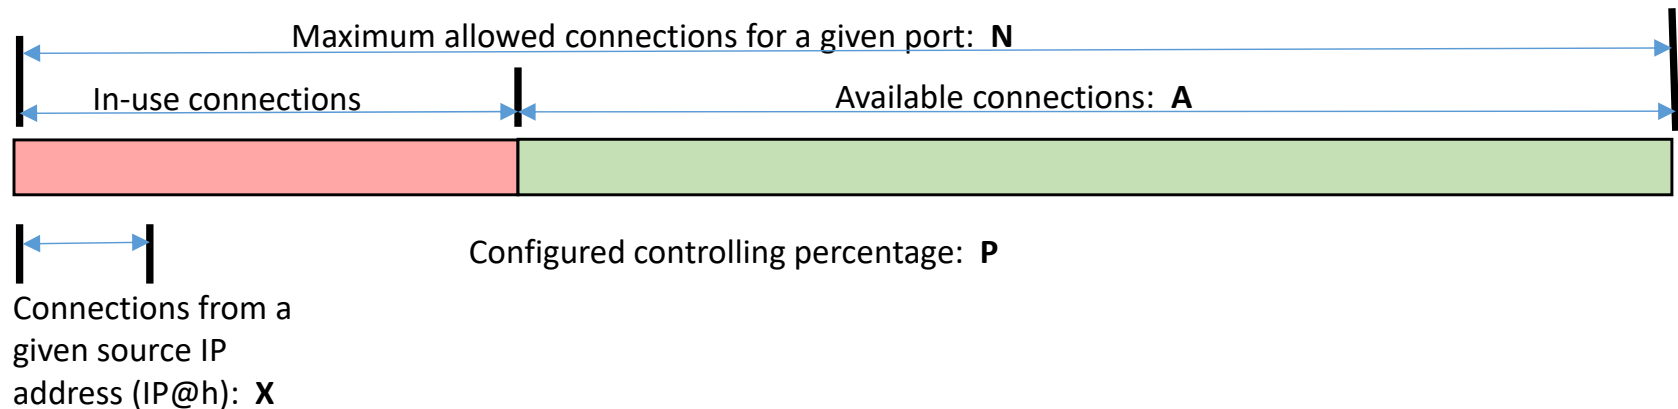 Maximum allowed connections for a given port: N
In-use connections
Available connections: A
Configured controlling percentage: P
Connections from a
given source IP
address (IP@h): X